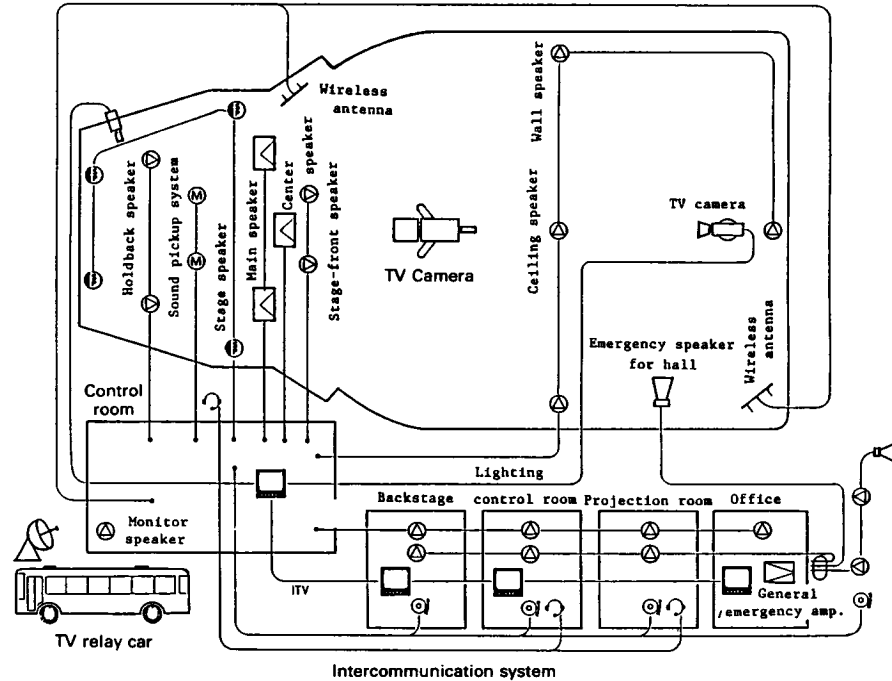 Wireless
antenna
Wall speaker
Holdback speaker
Sound pickup system
Stage speaker
Main speaker
Center
speaker
Stage-front speaker
M
M
TV Camera
Ceiling speaker
TV camera
Emergency speaker
for hall
Wireless
antenna
Control
room
Lighting
Backstage
control room
Projection room
Office
Monitor
speaker
ITV
General
/emergency amp.
TV relay car
Intercommunication system